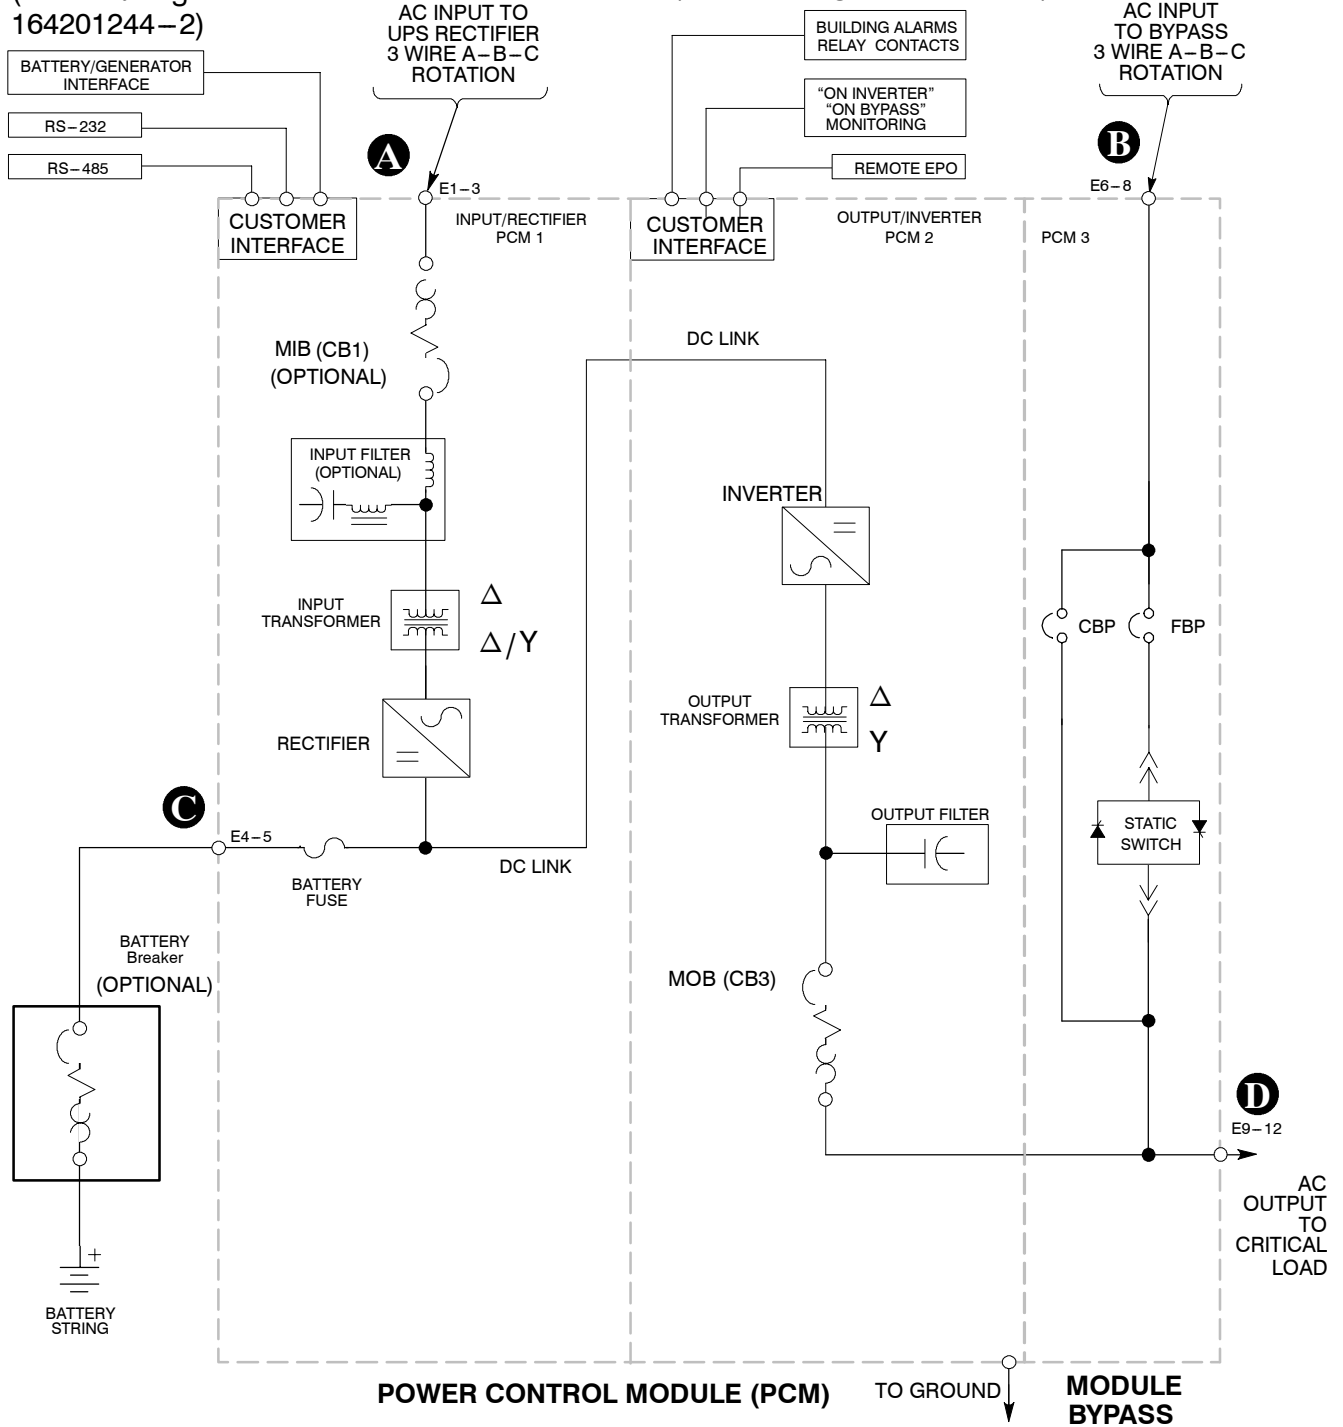 164201244-2)
BATTERY/GENERATOR
INTERFACE
RS-232
RS-485
AC INPUT TO
UPS RECTIFIER
3 WIRE A-B-C
ROTATION
BUILDING ALARMS
RELAY CONTACTS
"ON INVERTER"
"ON BYPASS"
MONITORING
REMOTE EPO
AC INPUT
TO BYPASS
3 WIRE A-B-C
ROTATION
A
B
E1-3
E6-8
CUSTOMER
INTERFACE
INPUT/RECTIFIER
PCM 1
CUSTOMER
INTERFACE
OUTPUT/INVERTER
PCM 2
PCM 3
MIB (CB1)
(OPTIONAL)
DC LINK
INPUT FILTER
(OPTIONAL)
INVERTER
INPUT
TRANSFORMER
Δ
Δ/Y
CBP
FBP
OUTPUT
TRANSFORMER
Δ
Y
RECTIFIER
C
E4-5
BATTERY
FUSE
DC LINK
OUTPUT FILTER
STATIC
SWITCH
BATTERY
Breaker
(OPTIONAL)
MOB (CB3)
D
E9-12
AC
OUTPUT
TO
CRITICAL
LOAD
+
BATTERY
STRING
POWER CONTROL MODULE (PCM)
TO GROUND
MODULE
BYPASS